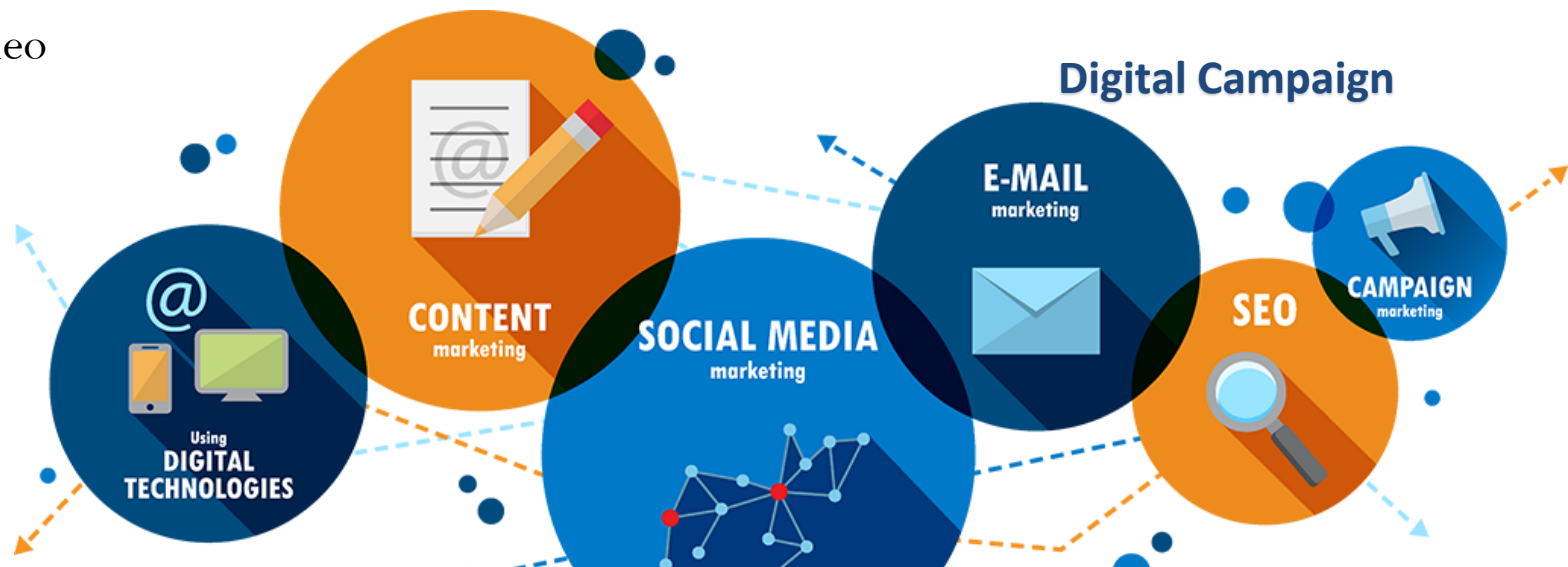 eo
Digital Campaign
@
CONTENT
marketing
E-MAIL
marketing
SEO
CAMPAIGN
marketing
SOCIAL MEDIA
marketing
@
Using
DIGITAL
TECHNOLOGIES